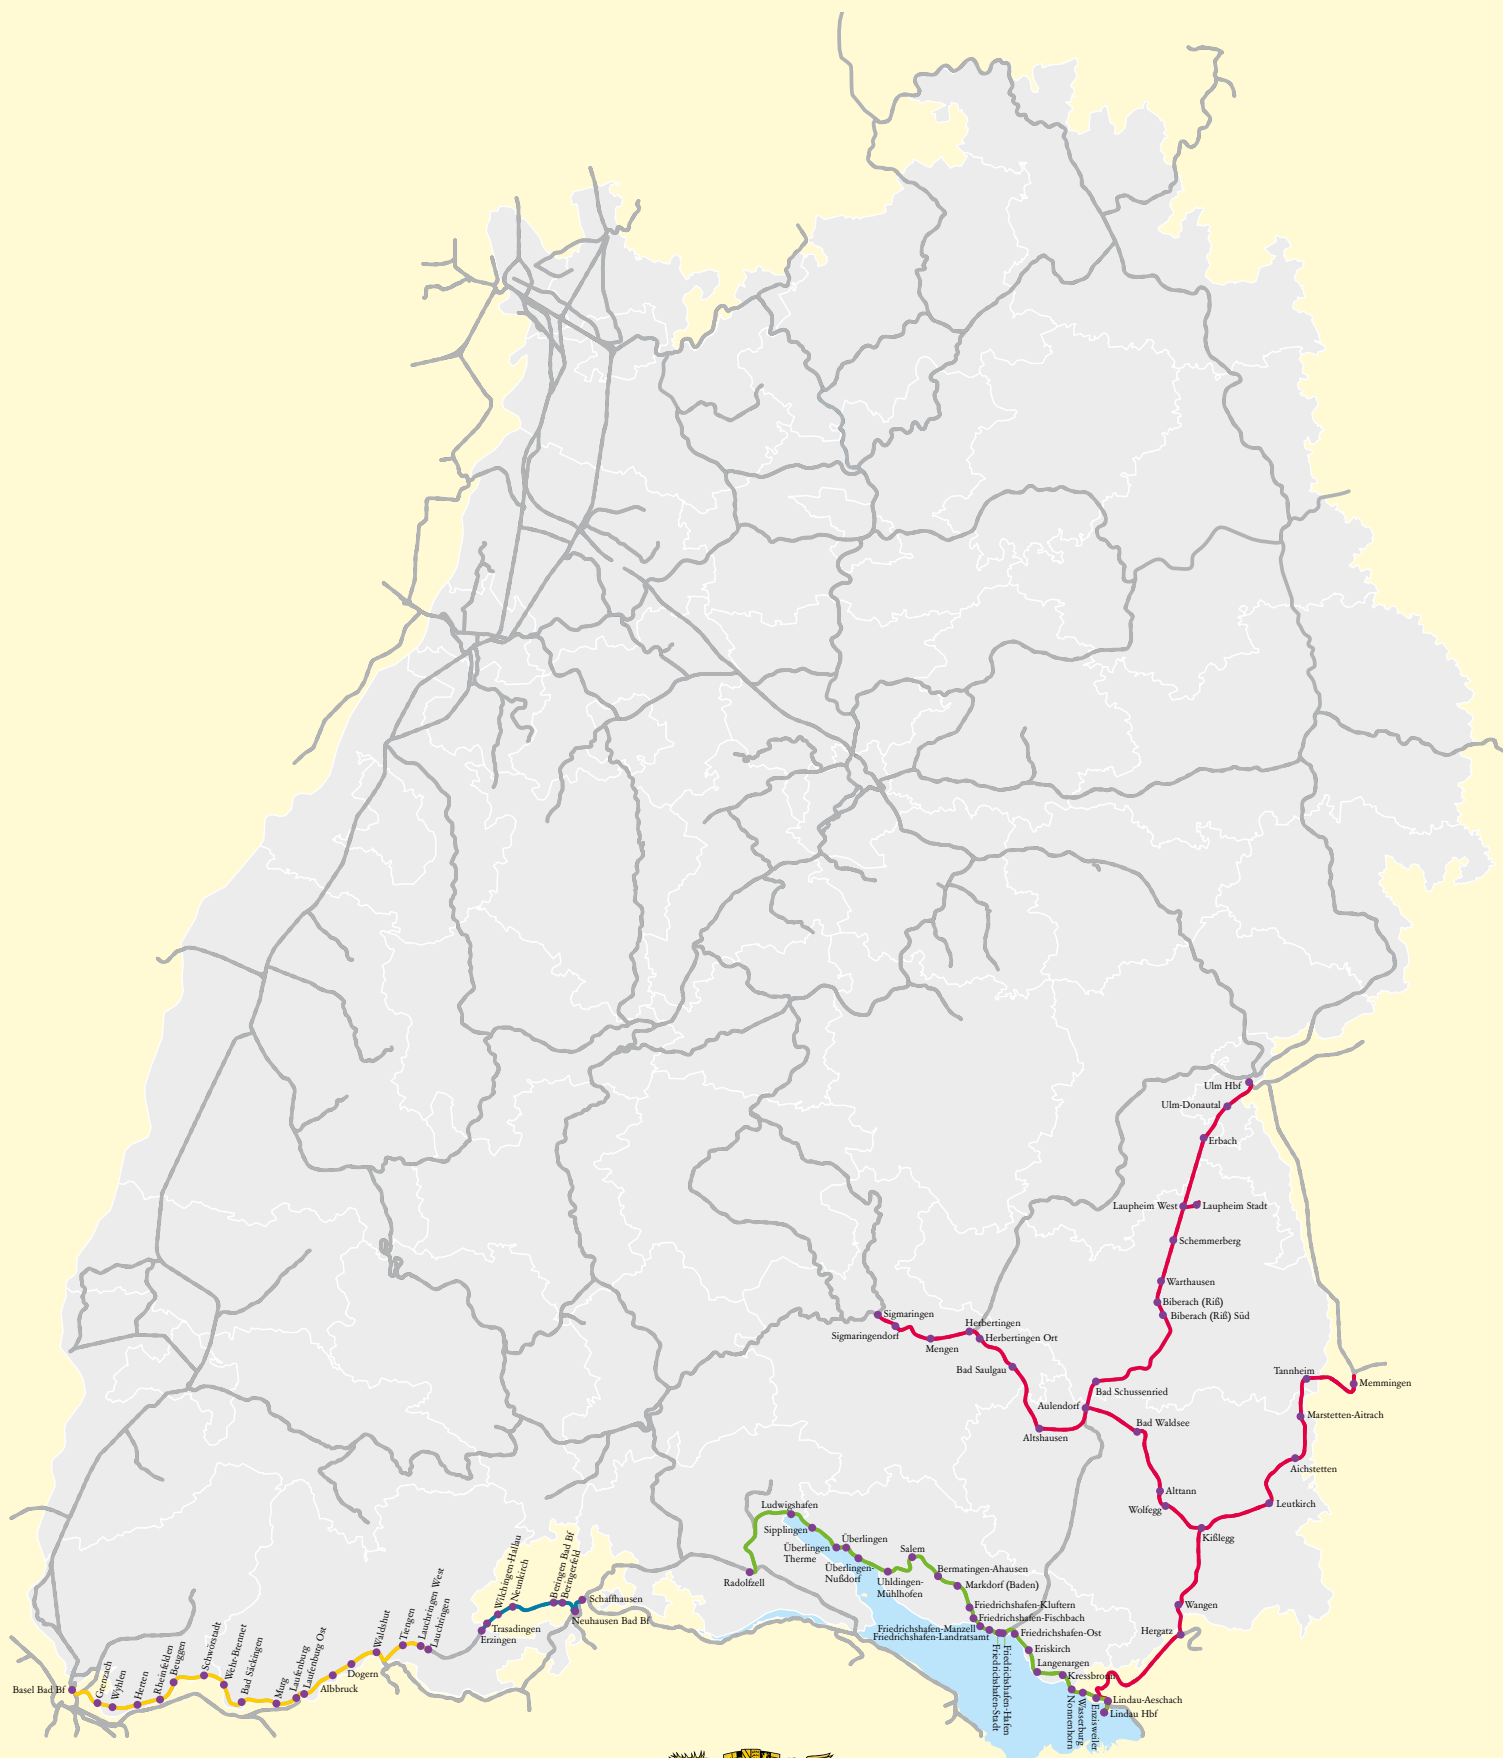 Ulm Hbf
Ulm-Donautal
Erbach
Laupheim West
Laupheim Stadt
Schemmerberg
Warthausen
Biberach (Riß)
Biberach (Riß) Süd
Sigmaringen
Sigmaringendorf
Mengen
Herbertingen
Herbertingen Ort
Bad Saulgau
Altshausen
Aulendorf
Bad Schussenried
Bad Waldsee
Alttann
Wolfegg
Kißlegg
Leutkirch
Aichstetten
Marstetten-Aitrach
Tannheim
Memmingen
Wangen
Hergatz
Ludwigshafen
Sipplingen
Überlingen
Therme
Überlingen
Überlingen-
Nußdorf
Radolfzell
Uhldingen-
Mühlhofen
Salem
Bermatingen-Ahausen
Markdorf (Baden)
Friedrichshafen-Kluftern
Friedrichshafen-Fischbach
Friedrichshafen-Manzell
Friedrichshafen-Landratsamt
Friedrichshafen-Stadt
Friedrichshafen-Hafen
Friedrichshafen-Ost
Eriskirch
Langenargen
Kressbronn
Nonnenhorn
Wasserburg
Enzisweiler
Lindau-Aeschach
Lindau Hbf
Basel Bad Bf
Grenzach
Wyhlen
Herten
Rheinfelden
Beuggen
Schwörstadt
Wehr-Brennet
Bad Säckingen
Murg
Laufenburg
Laufenburg Ost
Albbruck
Dogern
Waldshut
Tiengen
Lauchringen West
Lauchringen
Erzingen
Trasadingen
Wilchingen-Hallau
Neunkirch
Beringen Bad Bf
Beringerfeld
Neuhausen Bad Bf
Schaffhausen